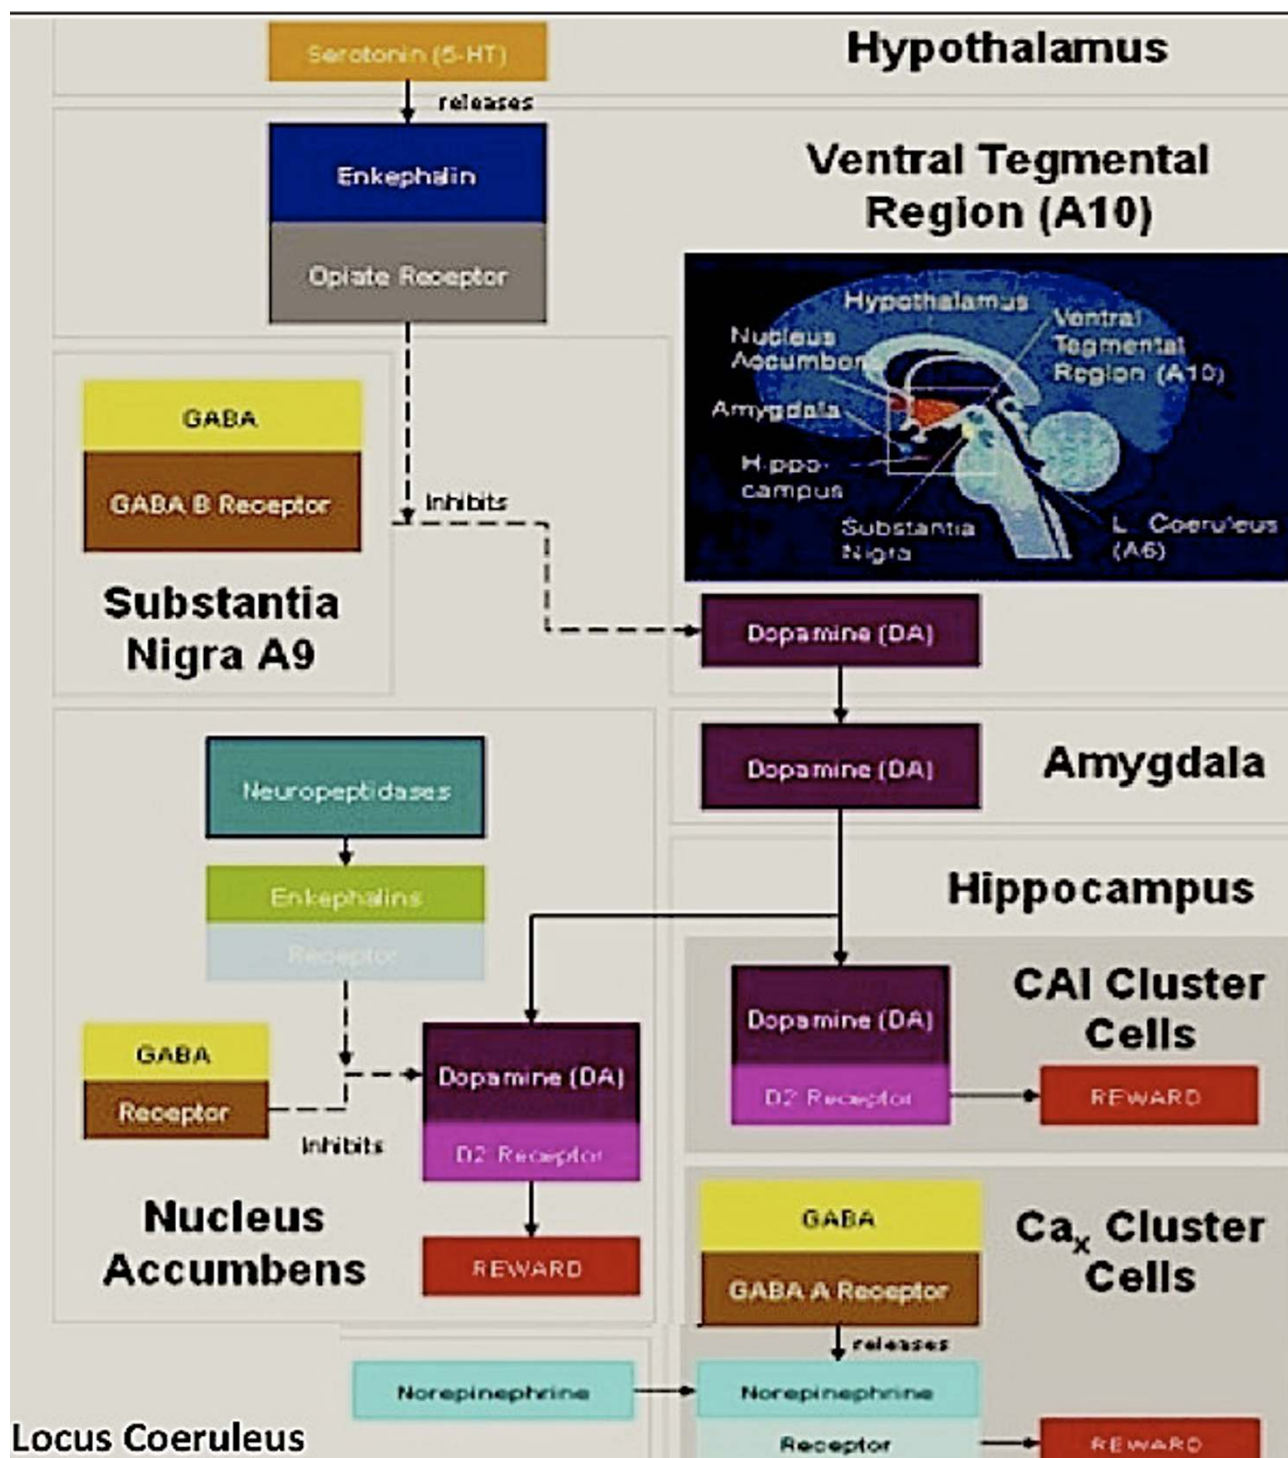 Serotonin (5-HT)
Hypothalamus
releases
Enkephalin
Opiate Receptor
Ventral Tegmental
Region (A10)
Hypothalamus
Nucleus
Accumbens
Ventral
Tegmental
Region (A10)
Amygdala
Hippo-
campus
Substantia
Nigra
L. Coeruleus
(A6)
GABA
GABA B Receptor
Inhibits
Substantia
Nigra A9
Dopamine (DA)
Dopamine (DA)
Amygdala
Neuropeptidases
Enkephalins
Receptor
Hippocampus
GABA
Receptor
Inhibits
Dopamine (DA)
D2 Receptor
REWARD
Nucleus
Accumbens
Dopamine (DA)
D2 Receptor
REWARD
CAI Cluster
Cells
GABA
GABA A Receptor
Caₓ Cluster
Cells
releases
Norepinephrine
Norepinephrine
Receptor
REWARD
Locus Coeruleus